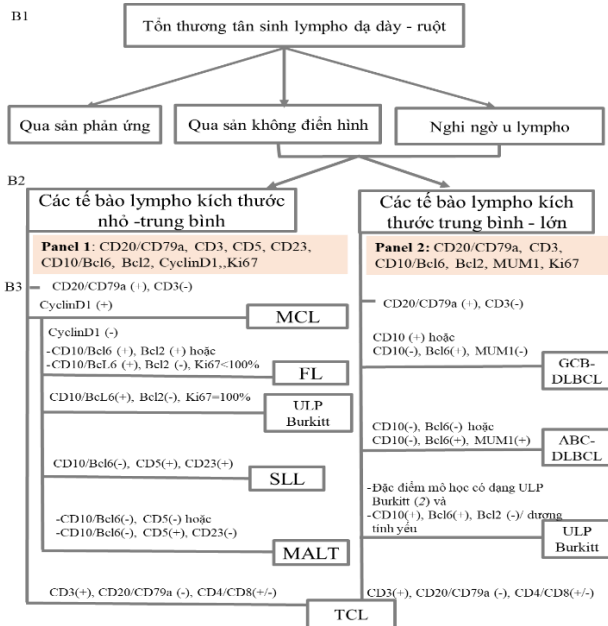 B1
Tổn thương tân sinh lympho dạ dày - ruột
Qua sản phản ứng
Qua sản không điển hình
Nghi ngờ u lympho
B2
Các tế bào lympho kích thước
nhỏ -trung bình
Panel 1: CD20/CD79a, CD3, CD5, CD23,
CD10/Bcl6, Bcl2, CyclinD1,,Ki67
B3
CD20/CD79a (+), CD3(-)
CyclinD1 (+)
MCL
CyclinD1 (-)
-CD10/Bcl6 (+), Bcl2 (+) hoặc
-CD10/BcL6 (+), Bcl2 (-), Ki67<100%
FL
CD10/BcL6(+), Bcl2(-), Ki67=100%
ULP
Burkitt
CD10/Bcl6(-), CD5(+), CD23(+)
SLL
-CD10/Bcl6(-), CD5(-) hoặc
-CD10/Bcl6(-), CD5(+), CD23(-)
MALT
CD3(+), CD20/CD79a (-), CD4/CD8(+/-)
TCL
Các tế bào lympho kích
thước trung bình - lớn
Panel 2: CD20/CD79a, CD3,
CD10/Bcl6, Bcl2, MUM1, Ki67
CD20/CD79a (+), CD3(-)
CD10 (+) hoặc
CD10(-), Bcl6(+), MUM1(-)
GCB-
DLBCL
CD10(-), Bcl6(-) hoặc
CD10(-), Bcl6(+), MUM1(+)
ABC-
DLBCL
-Đặc điểm mô học có dạng ULP
Burkitt (2) và
-CD10(+), Bcl6(+), Bcl2 (-)/ dương
tính yếu
ULP
Burkitt
CD3(+), CD20/CD79a (-), CD4/CD8(+/-)